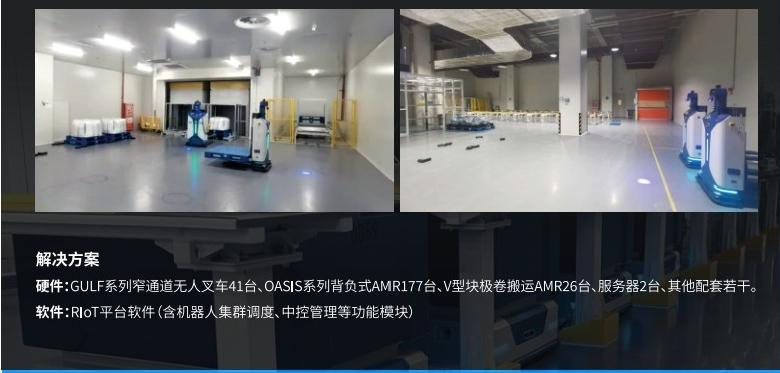 解决方案
硬件:GULF系列窄通道无人叉车41台、OASIS系列背负式AMR177台、V型块极卷搬运AMR26台、服务器2台、其他配套若干。
软件:RIoT平台软件(含机器人集群调度、中控管理等功能模块)